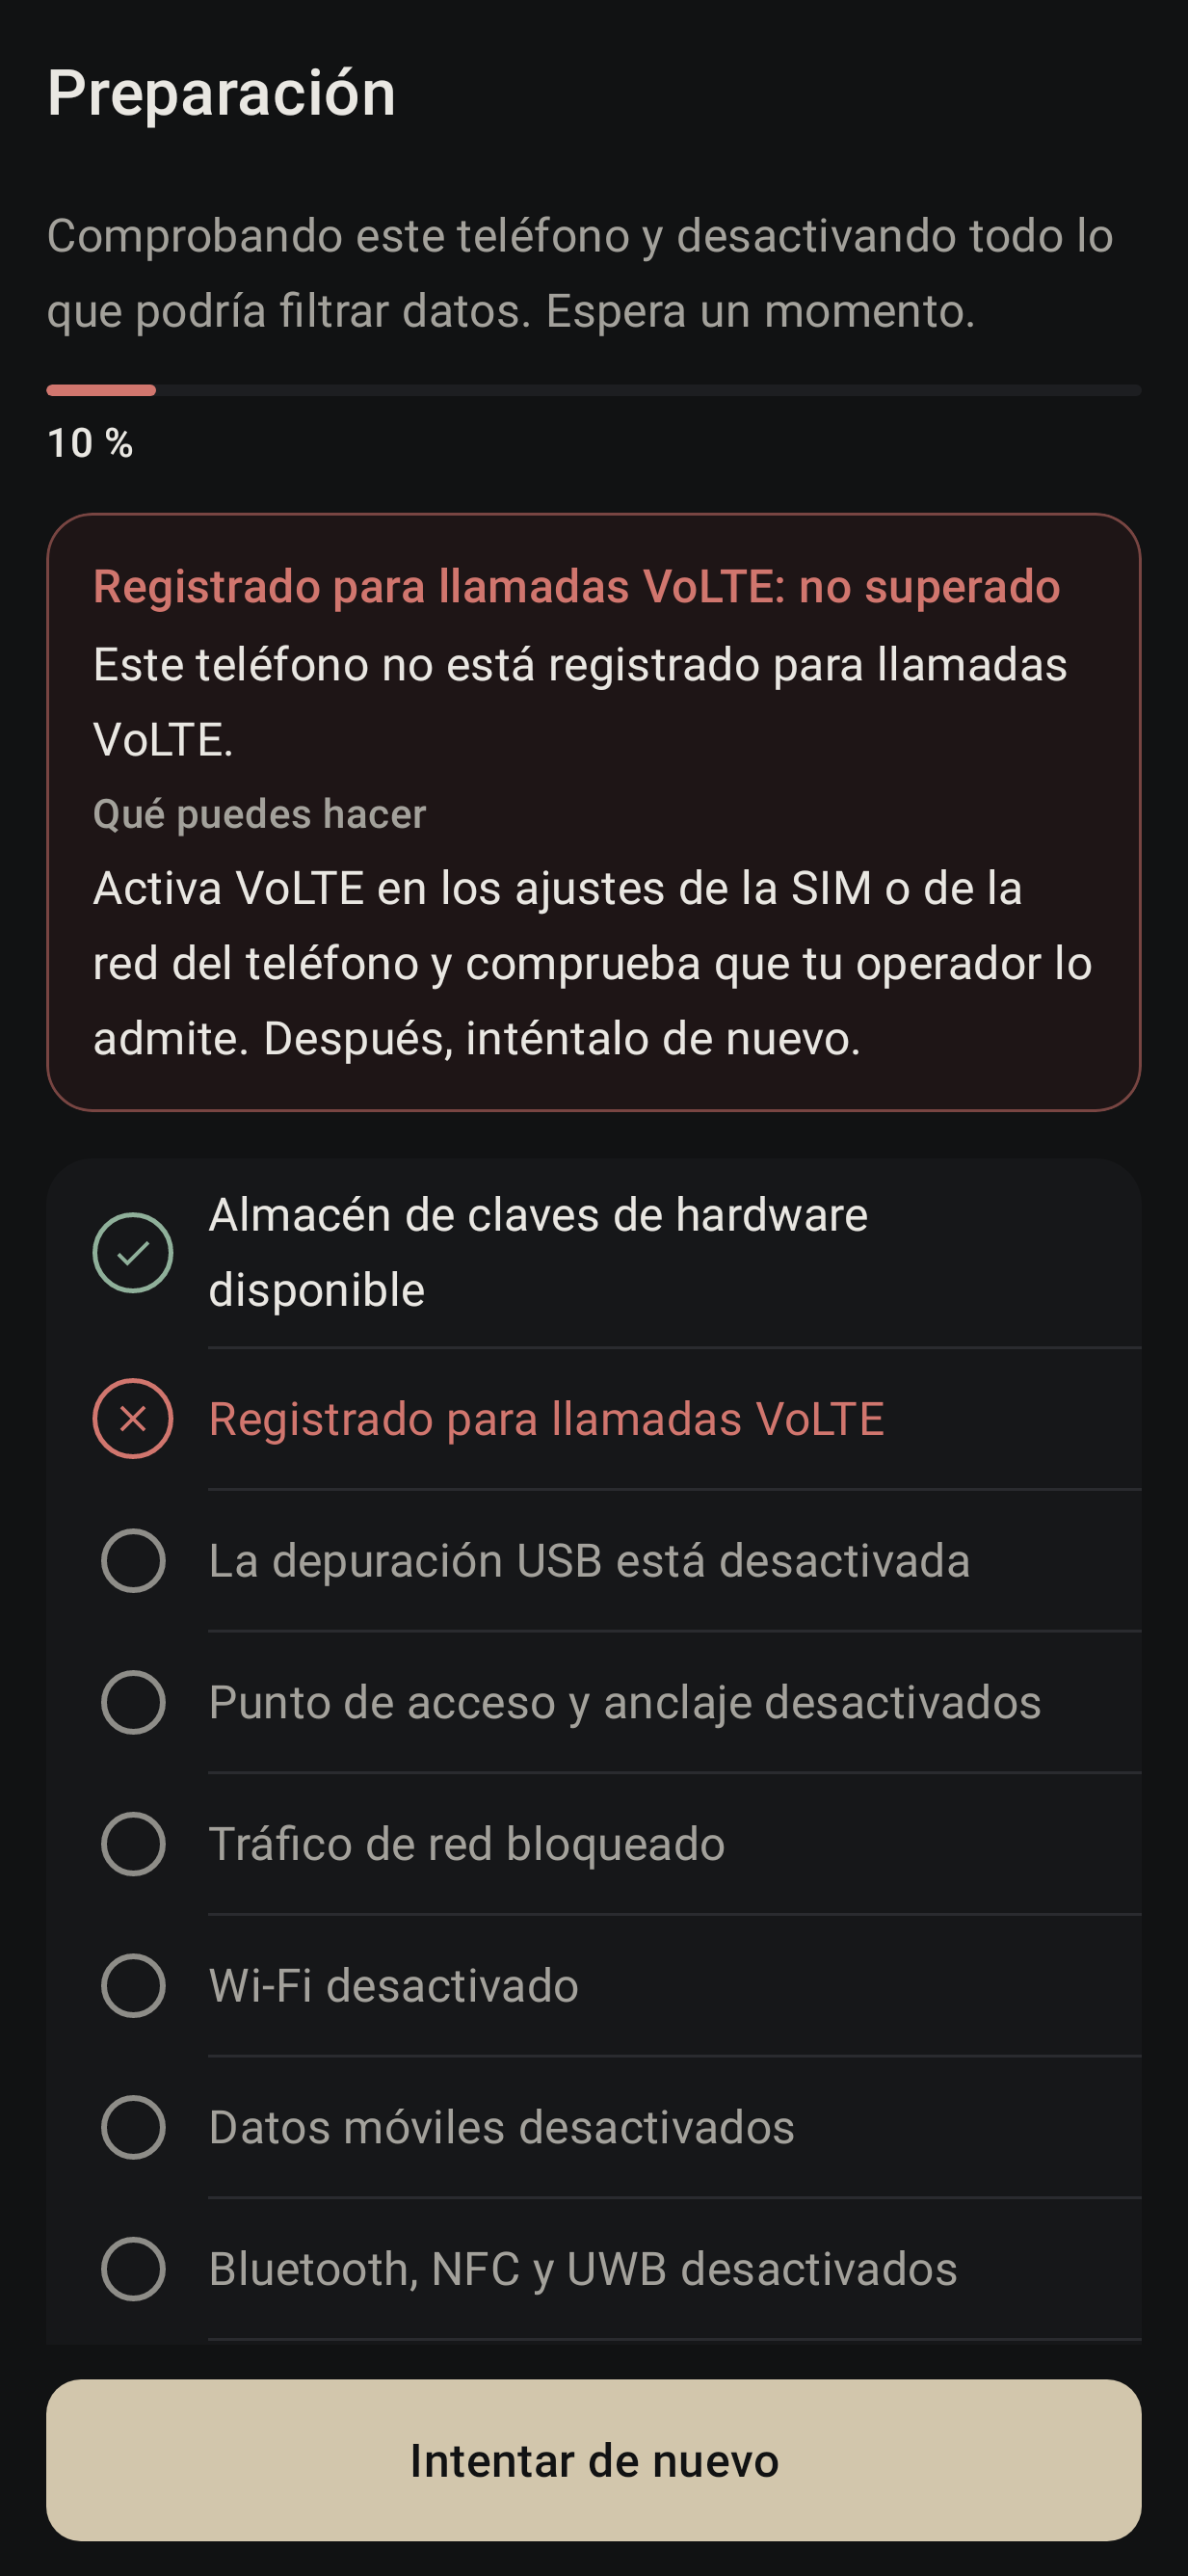 Preparación
Comprobando este teléfono y desactivando todo lo
que podría filtrar datos. Espera un momento.
10 %
Registrado para llamadas VoLTE: no superado
Este teléfono no está registrado para llamadas
VoLTE.
Qué puedes hacer
Activa VoLTE en los ajustes de la SIM o de la
red del teléfono y comprueba que tu operador lo
admite. Después, inténtalo de nuevo.
Almacén de claves de hardware
disponible
Registrado para llamadas VoLTE
La depuración USB está desactivada
Punto de acceso y anclaje desactivados
Tráfico de red bloqueado
Wi-Fi desactivado
Datos móviles desactivados
Bluetooth, NFC y UWB desactivados
Intentar de nuevo